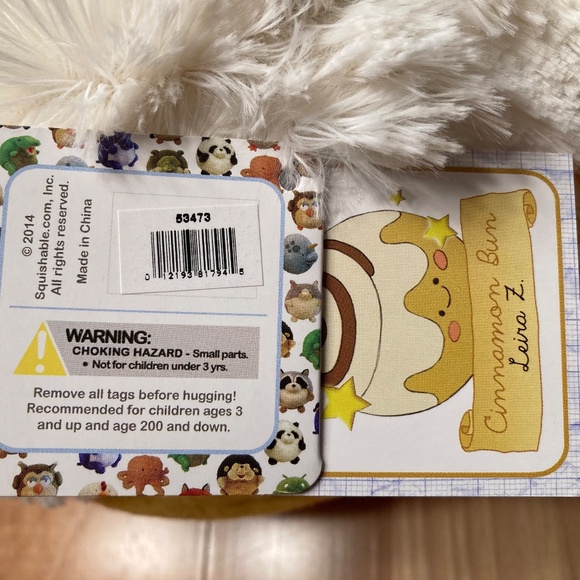 © 2014
Squishable.com, Inc.
All rights reserved.
Made in China
53473
0 12193 81794 5
WARNING:
CHOKING HAZARD - Small parts.
• Not for children under 3 yrs.
Remove all tags before hugging!
Recommended for children ages 3
and up and age 200 and down.
Cinnamon Bun
Leira Z.